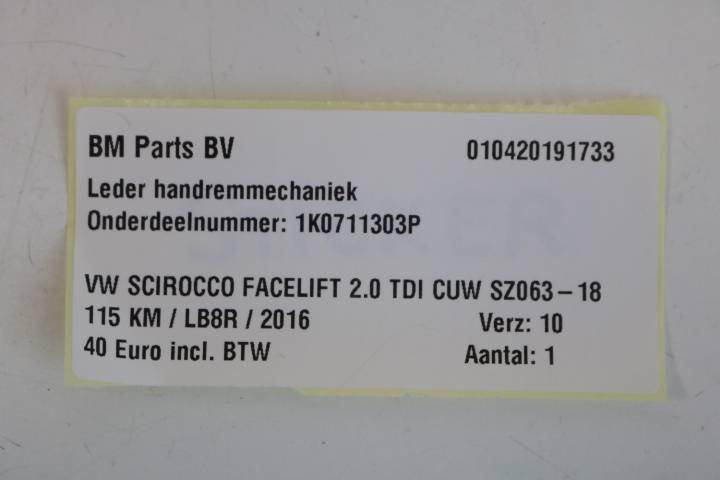 BM Parts BV 010420191733
Leder handremmechaniek
Onderdeelnummer: 1K0711303P
VW SCIROCCO FACELIFT 2.0 TDI CUW SZ063-18
115 KM / LB8R / 2016 Verz: 10
40 Euro incl. BTW Aantal: 1